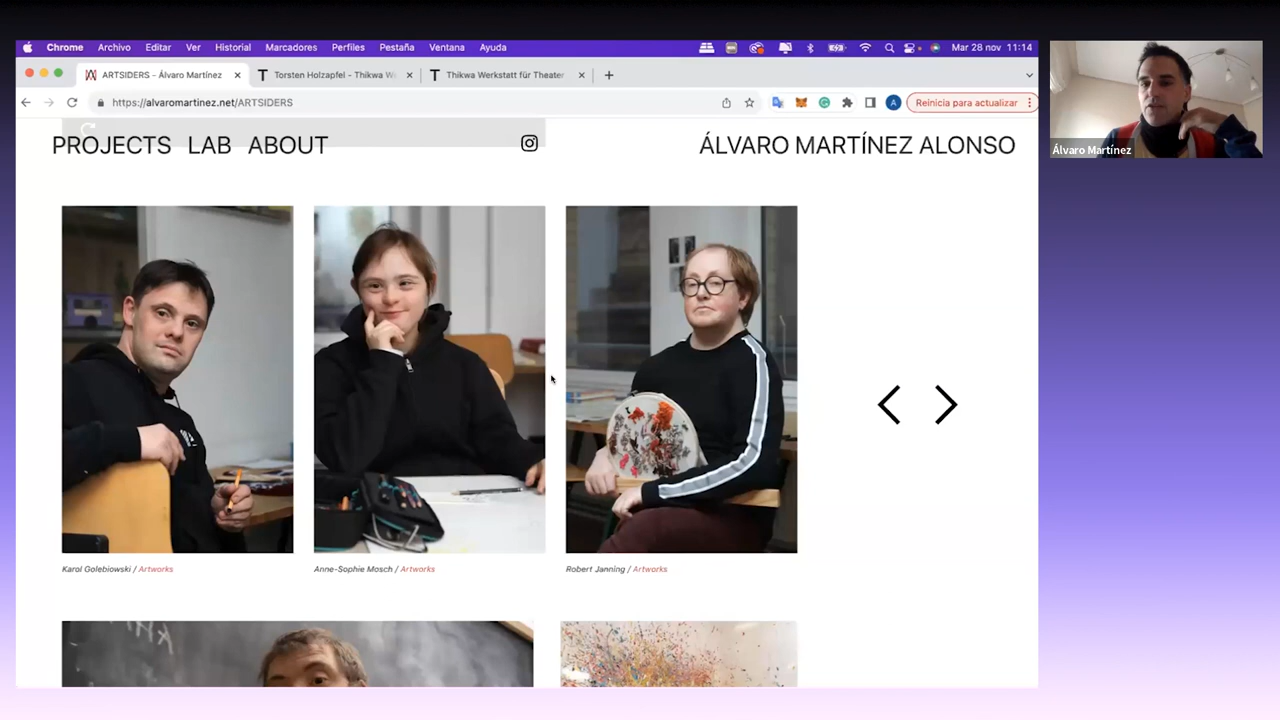 Chrome Archivo Editar Ver Historial Marcadores Perfiles Pestaña Ventana Ayuda Mar 28 nov 11:14
ARTSIDERS - Álvaro Martínez
Torsten Holzapfel - Thikwa W
Thikwa Werkstatt für Theater
https://alvaromartinez.net/ARTSIDERS
A
Reinicia para actualizar
PROJECTS LAB ABOUT
ÁLVARO MARTÍNEZ ALONSO
Karol Golebiowski / Artworks
Anne-Sophie Mosch / Artworks
Robert Janning / Artworks
Álvaro Martínez